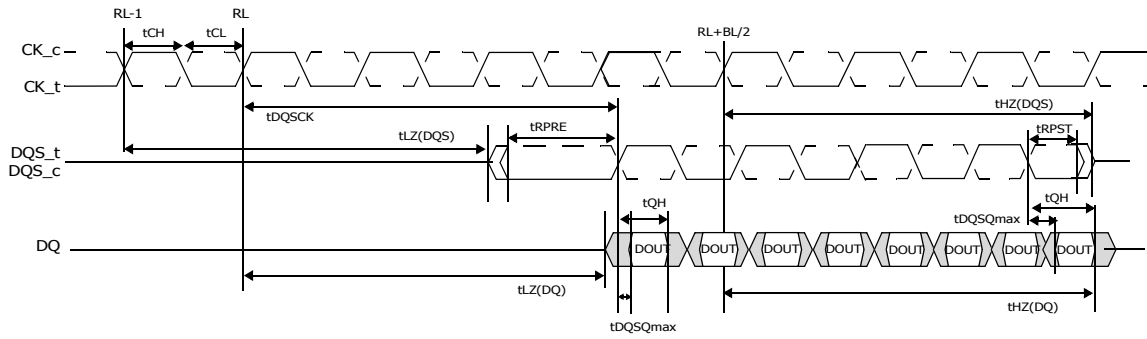 RL-1
RL
tCH
tCL
RL+BL/2
CK_c
CK_t
tDQSCK
tHZ(DQS)
tLZ(DQS)
tRPRE
tRPST
DQS_t
DQS_c
tQH
tQH
tDQSQmax
DQ
DOUT DOUT DOUT DOUT DOUT DOUT DOUT DOUT
tLZ(DQ)
tHZ(DQ)
tDQSQmax